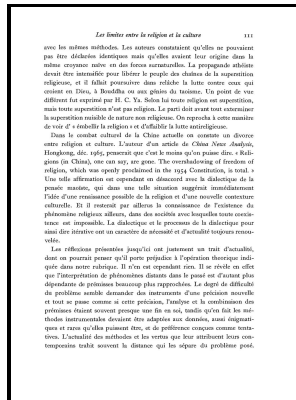 Les limites entre la religion et la culture 111
avec les mêmes méthodes. Les auteurs constataient qu'elles ne pouvaient
pas être déclarées identiques mais qu'elles avaient leur origine dans la
même croyance naïve en des forces surnaturelles. La propagande athéiste
devait être intensifiée pour libérer le peuple des chaînes de la superstition
religieuse, et il fallait poursuivre dans relâche la lutte contre ceux qui
croient en Dieu, à Bouddha ou aux génies du taoïsme. Un point de vue
différent fut exprimé par H. C. Ya. Selon lui toute religion est superstition,
mais toute superstition n'est pas religion. Le parti doit avant tout exterminer
la superstition nuisible de nature non religieuse. On reprocha à cette manière
de voir d' « embellir la religion » et d'affaiblir la lutte antireligieuse.
Dans le combat culturel de la Chine actuelle on constate un divorce
entre religion et culture. L'auteur d'un article de China News Analysis,
Hongkong, déc. 1965, penserait que c'est le moins qu'on puisse dire. « Reli-
gions (in China), one can say, are gone. The overshadowing of freedom of
religion, which was openly proclaimed in the 1954 Constitution, is total. »
Une telle affirmation est cependant en désaccord avec la dialectique de la
pensée maoïste, qui dans une telle situation suggérerait immédiatement
l'idée d'une renaissance possible de la religion et d'une nouvelle contexture
culturelle. Et il resterait par ailleurs la connaissance de l'existence du
phénomène religieux ailleurs, dans des sociétés avec lesquelles toute coexis-
tence est impossible. La dialectique et le processus de la dialectique pour
ainsi dire itérative ont un caractère de nécessité et d'actualité toujours renou-
velée.
Les réflexions présentées jusqu'ici ont justement un trait d'actualité,
dont on pourrait penser qu'il porte préjudice à l'opération theorique indi-
quée dans notre rubrique. Il n'en est cependant rien. Il se révèle en effet
que l'interprétation de phénomènes distants dans le passé est d'autant plus
dépendante de prémisses beaucoup plus rapprochées. Le degré de difficulté
du problème semble demander des instruments d'une précision nouvelle
et tout se passe comme si cette précision, l'analyse et la combinaison des
prémisses étaient souvent presque une fin en soi, tandis qu'en fait les mé-
thodes instrumentales devaient être adaptées aux données, aussi énigmati-
ques et rares qu'elles puissent être, et de préférence conçues comme tenta-
tives. L'actualité des méthodes et les vertus que leur attribuent leurs con-
temporains trahit souvent la distance qui les sépare du problème posé.